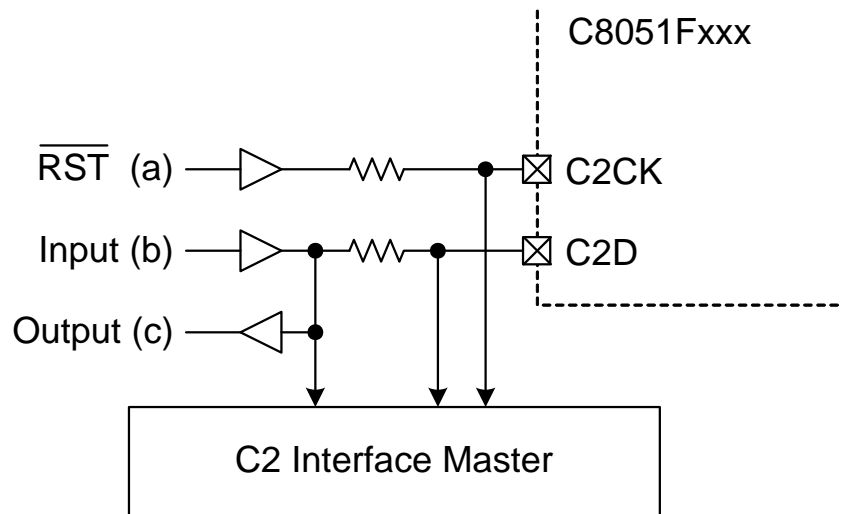 C8051Fxxx
RST (a)
C2CK
Input (b)
C2D
Output (c)
C2 Interface Master